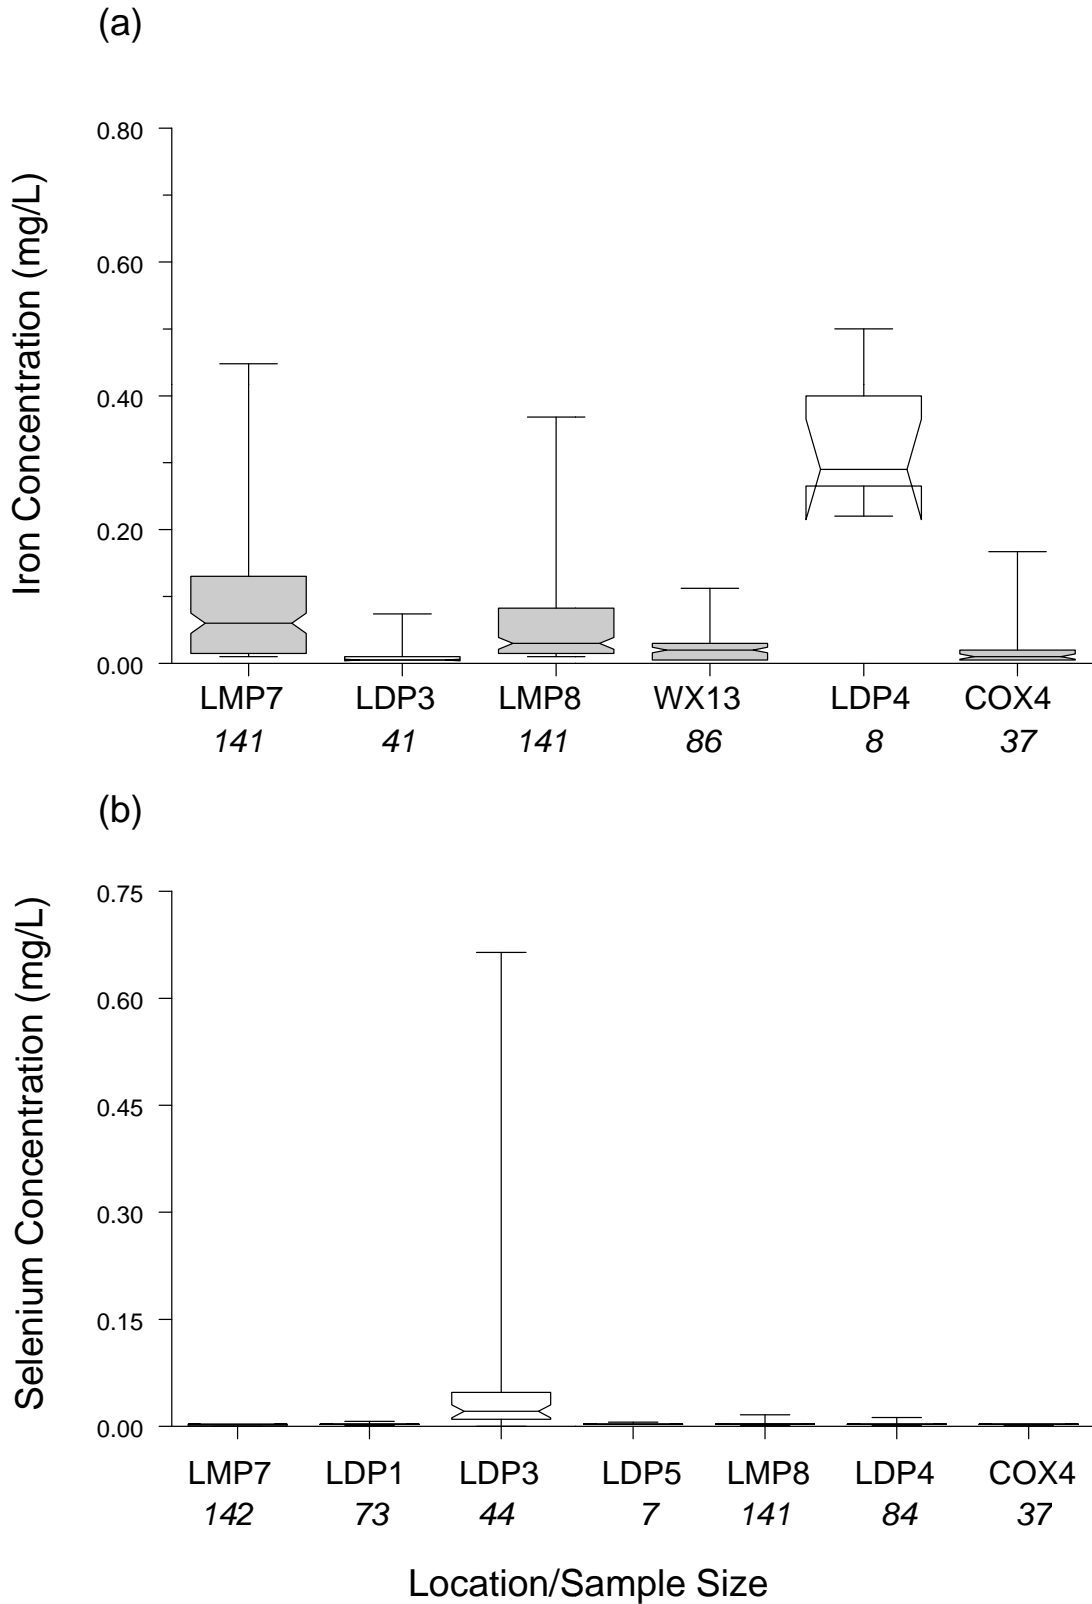 (a)
Iron Concentration (mg/L)
0.80
0.60
0.40
0.20
0.00
LMP7 LDP3 LMP8 WX13 LDP4 COX4
141 41 141 86 8 37
(b)
Selenium Concentration (mg/L)
0.75
0.60
0.45
0.30
0.15
0.00
LMP7 LDP1 LDP3 LDP5 LMP8 LDP4 COX4
142 73 44 7 141 84 37
Location/Sample Size